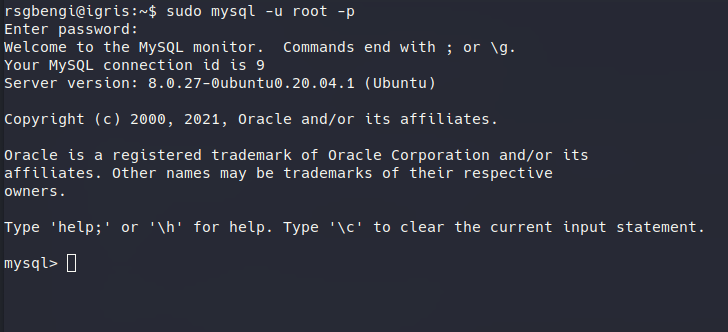 rsgbengi@igris:~$ sudo mysql -u root -p
Enter password:
Welcome to the MySQL monitor.  Commands end with ; or \g.
Your MySQL connection id is 9
Server version: 8.0.27-0ubuntu0.20.04.1 (Ubuntu)
Copyright (c) 2000, 2021, Oracle and/or its affiliates.
Oracle is a registered trademark of Oracle Corporation and/or its
affiliates. Other names may be trademarks of their respective
owners.
Type 'help;' or '\h' for help. Type '\c' to clear the current input statement.
mysql>